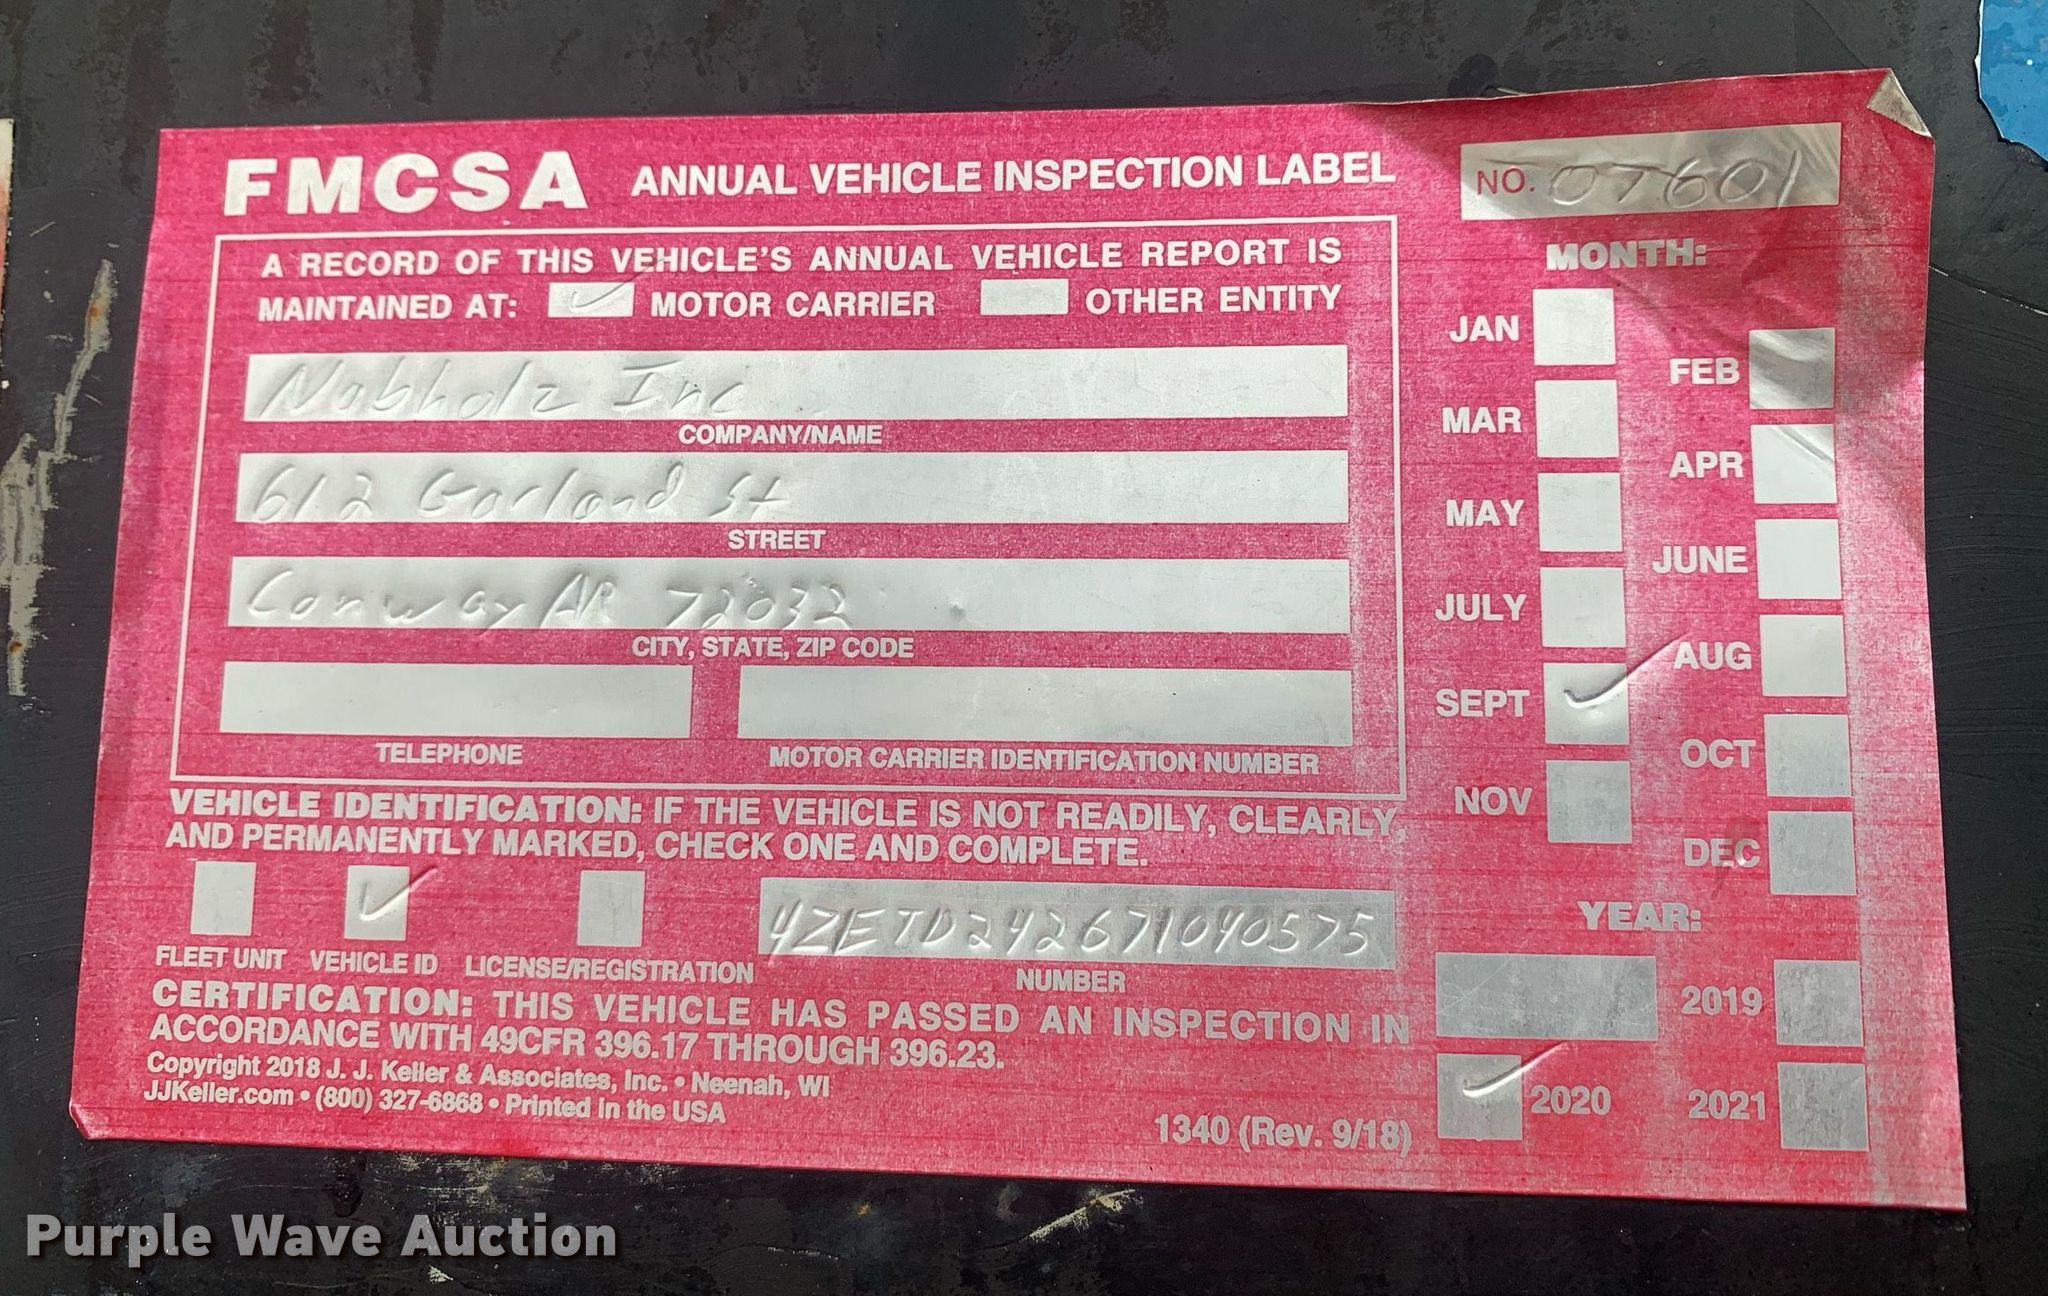 FMCSA ANNUAL VEHICLE INSPECTION LABEL
NO. 07601
A RECORD OF THIS VEHICLE'S ANNUAL VEHICLE REPORT IS
MAINTAINED AT: ✓ MOTOR CARRIER OTHER ENTITY
Nabholz Inc
COMPANY/NAME
612 Garland St
STREET
Conway AR 72032
CITY, STATE, ZIP CODE
TELEPHONE
MOTOR CARRIER IDENTIFICATION NUMBER
VEHICLE IDENTIFICATION: IF THE VEHICLE IS NOT READILY, CLEARLY,
AND PERMANENTLY MARKED, CHECK ONE AND COMPLETE.
✓ 4ZETD242671040575
FLEET UNIT VEHICLE ID LICENSE/REGISTRATION NUMBER
CERTIFICATION: THIS VEHICLE HAS PASSED AN INSPECTION IN
ACCORDANCE WITH 49CFR 396.17 THROUGH 396.23.
Copyright 2018 J. J. Keller & Associates, Inc. • Neenah, WI
JJKeller.com • (800) 327-6868 • Printed in the USA
1340 (Rev. 9/18)
MONTH:
JAN
FEB
MAR
APR
MAY
JUNE
JULY
AUG
SEPT ✓
OCT
NOV
DEC
YEAR:
2019
✓ 2020
2021
Purple Wave Auction